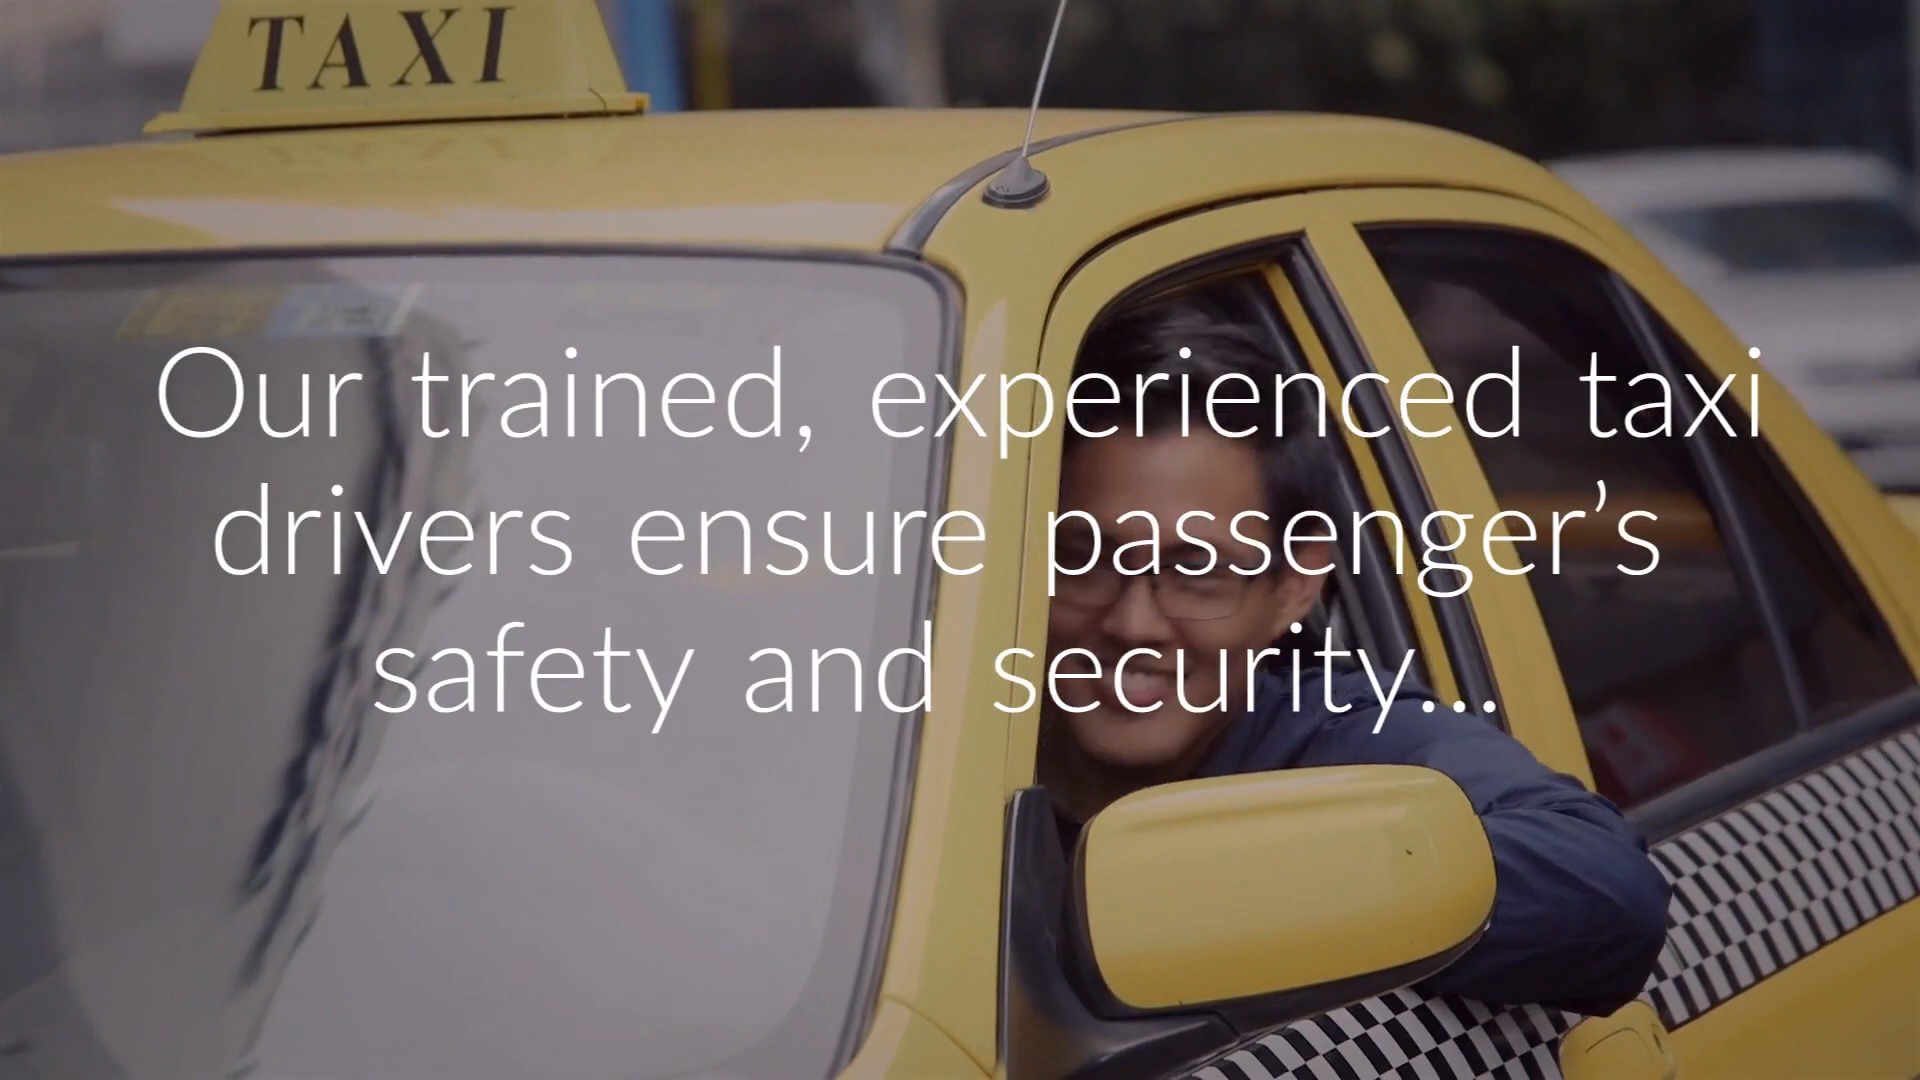 TAXI
Our trained, experienced taxi
drivers ensure passenger’s
safety and security...